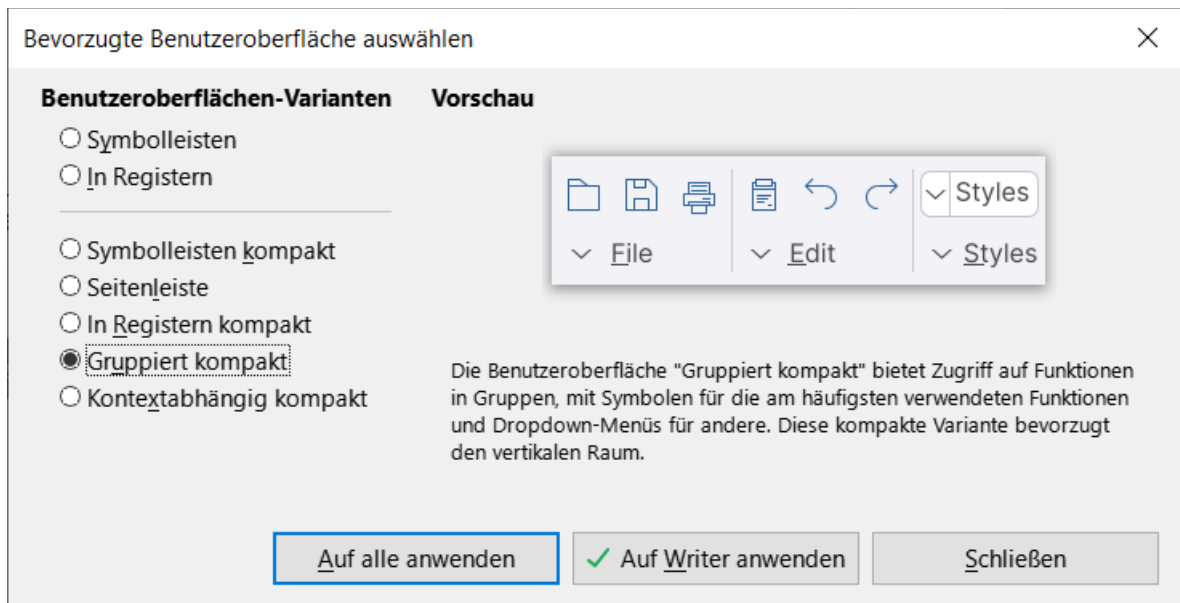 Bevorzugte Benutzeroberfläche auswählen
Benutzeroberflächen-Varianten
Symbolleisten
In Registern
Symbolleisten kompakt
Seitenleiste
In Registern kompakt
Gruppiert kompakt
Kontextabhängig kompakt
Vorschau
Styles
File
Edit
Styles
Die Benutzeroberfläche "Gruppiert kompakt" bietet Zugriff auf Funktionen
in Gruppen, mit Symbolen für die am häufigsten verwendeten Funktionen
und Dropdown-Menüs für andere. Diese kompakte Variante bevorzugt
den vertikalen Raum.
Auf alle anwenden
Auf Writer anwenden
Schließen